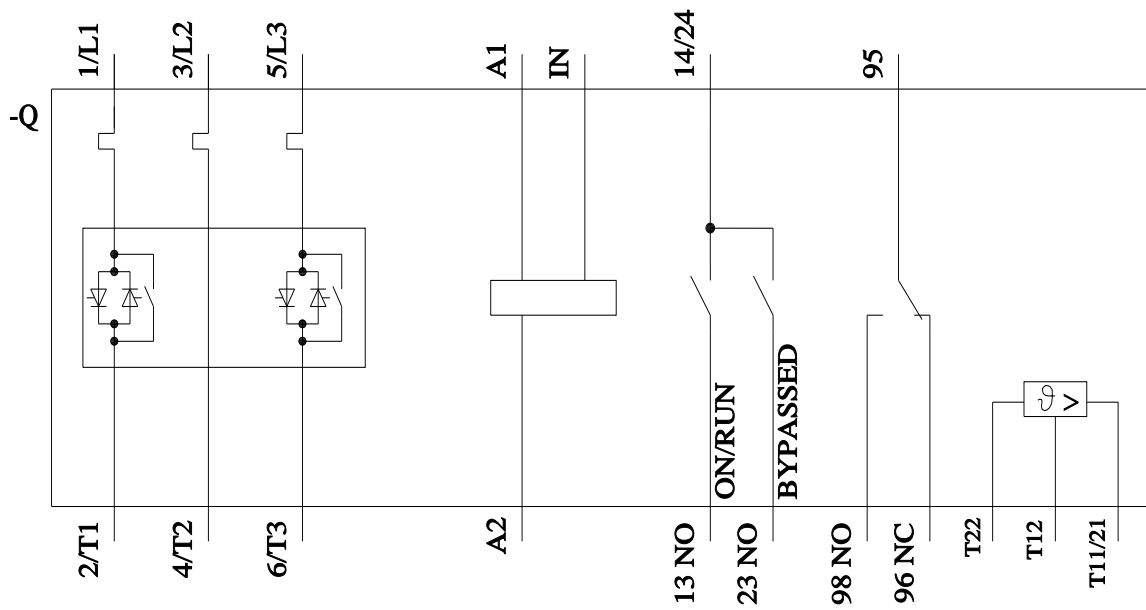 1/L1
3/L2
5/L3
A1
IN
14/24
95
-Q
ON/RUN
BYPASSED
ϑ >
2/T1
4/T2
6/T3
A2
13 NO
23 NO
98 NO
96 NC
T22
T12
T11/21